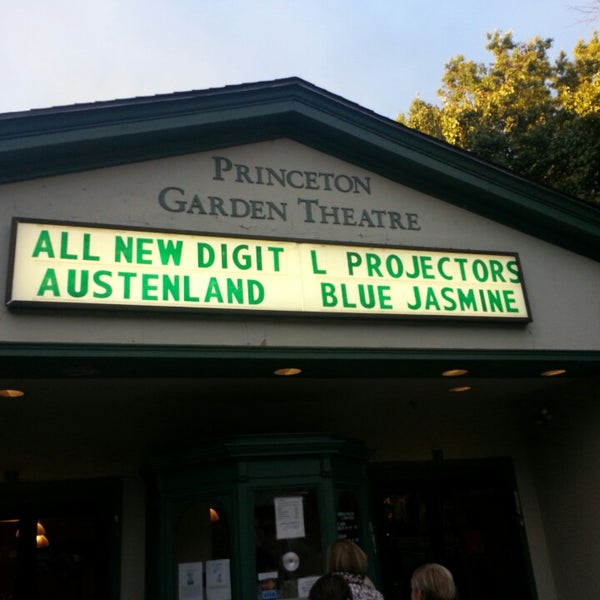 PRINCETON
GARDEN THEATRE
ALL NEW DIGIT L PROJECTORS
AUSTENLAND BLUE JASMINE